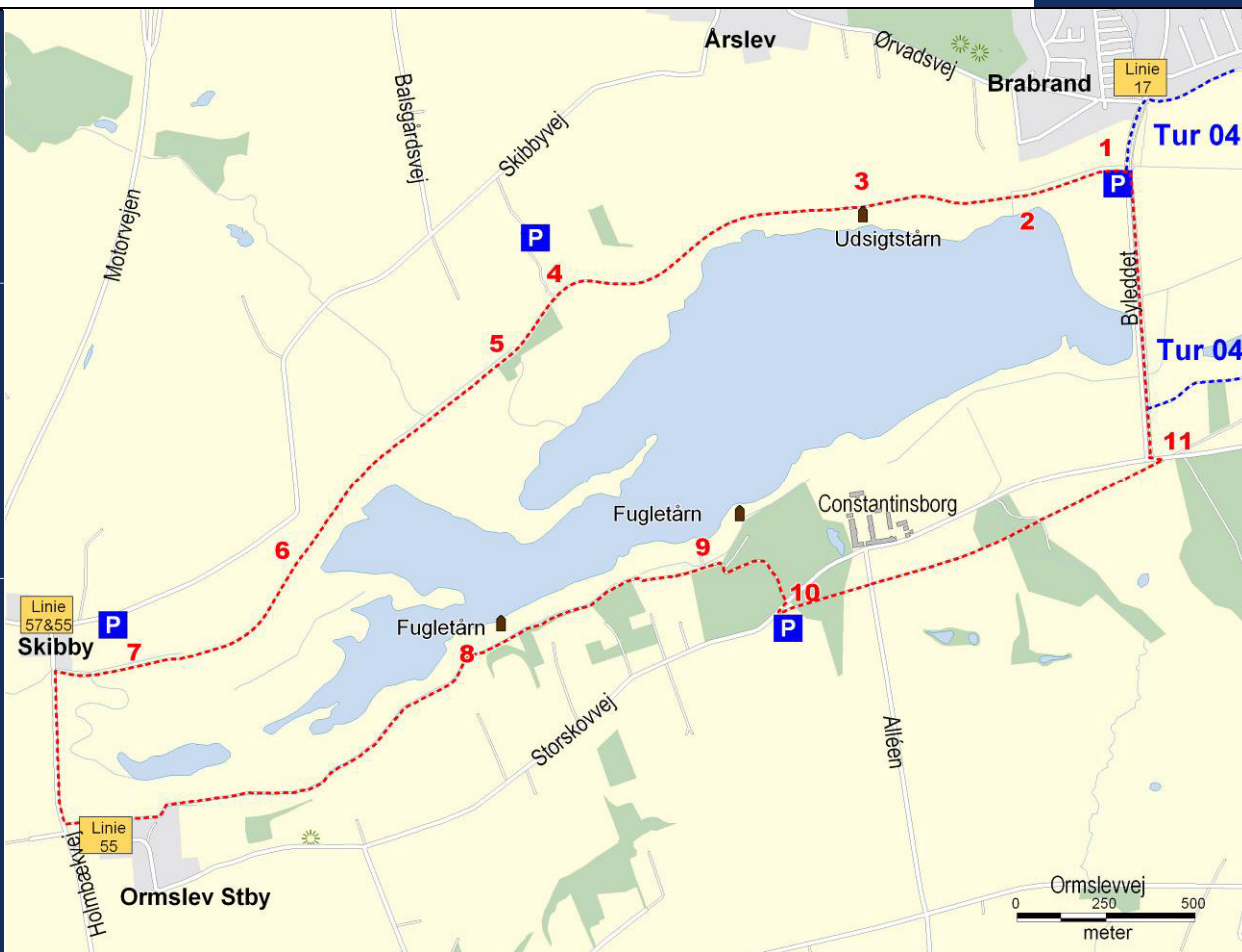 Årslev
Ørvadsvej
Brabrand
Linie
17
Tur 04
Balsgårdsvej
Skibbyvej
Motorvejen
1
P
2
3
Udsigtstårn
P
4
5
Byleddet
Tur 04
11
Constantinsborg
Fugletårn
9
6
10
P
Linie
57&55
P
Skibby
7
Fugletårn
8
Storskovvej
Alléen
Linie
55
Holmbækvej
Ormslev Stby
Ormslevvej
0 250 500
meter